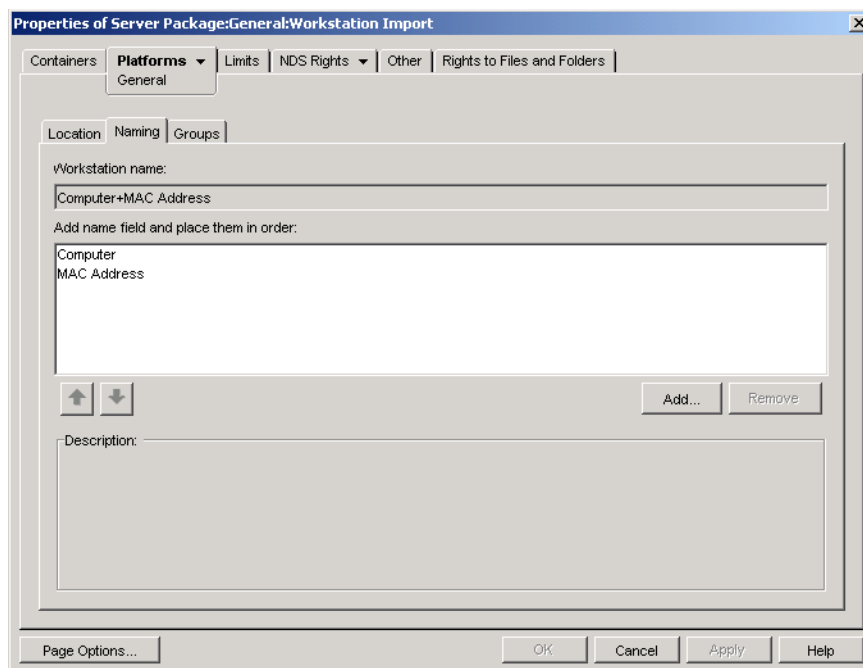 Properties of Server Package:General:Workstation Import
Containers Platforms Limits NDS Rights Other Rights to Files and Folders
General
Location Naming Groups
Workstation name:
Computer+MAC Address
Add name field and place them in order:
Computer
MAC Address
Add... Remove
Description:
Page Options... OK Cancel Apply Help